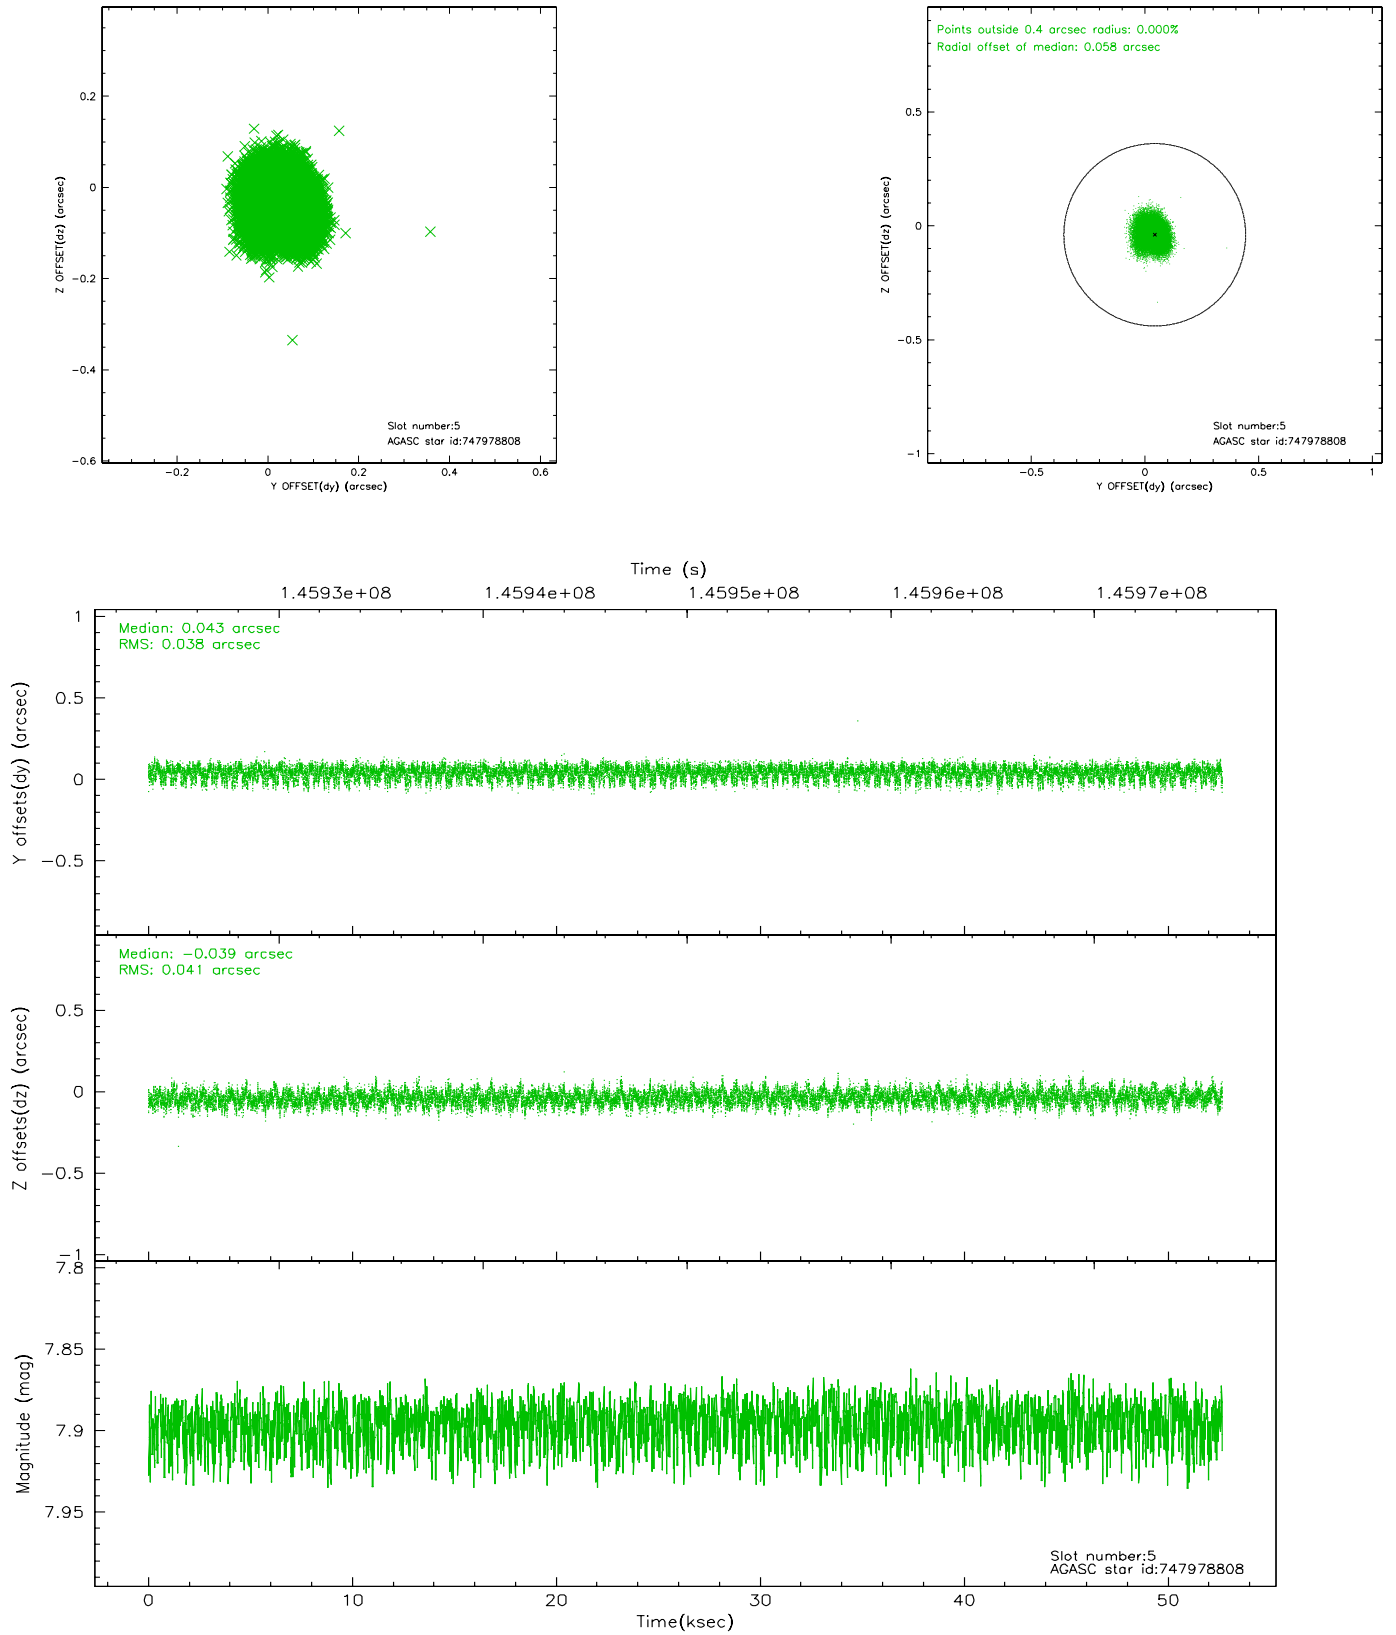 0.2
0
−0.2
−0.4
−0.6
Z OFFSET(dz) (arcsec)
Slot number:5
AGASC star id:747978808
−0.2 0 0.2 0.4 0.6
Y OFFSET(dy) (arcsec)
Points outside 0.4 arcsec radius: 0.000%
Radial offset of median: 0.058 arcsec
0.5
0
−0.5
−1
Z OFFSET(dz) (arcsec)
Slot number:5
AGASC star id:747978808
−0.5 0 0.5 1
Y OFFSET(dy) (arcsec)
Time (s)
1.4593e+08 1.4594e+08 1.4595e+08 1.4596e+08 1.4597e+08
Median: 0.043 arcsec
RMS: 0.038 arcsec
1
0.5
0
−0.5
Y offsets(dy) (arcsec)
Median: −0.039 arcsec
RMS: 0.041 arcsec
0.5
0
−0.5
−1
Z offsets(dz) (arcsec)
7.8
7.85
7.9
7.95
Magnitude (mag)
Slot number:5
AGASC star id:747978808
0 10 20 30 40 50
Time(ksec)